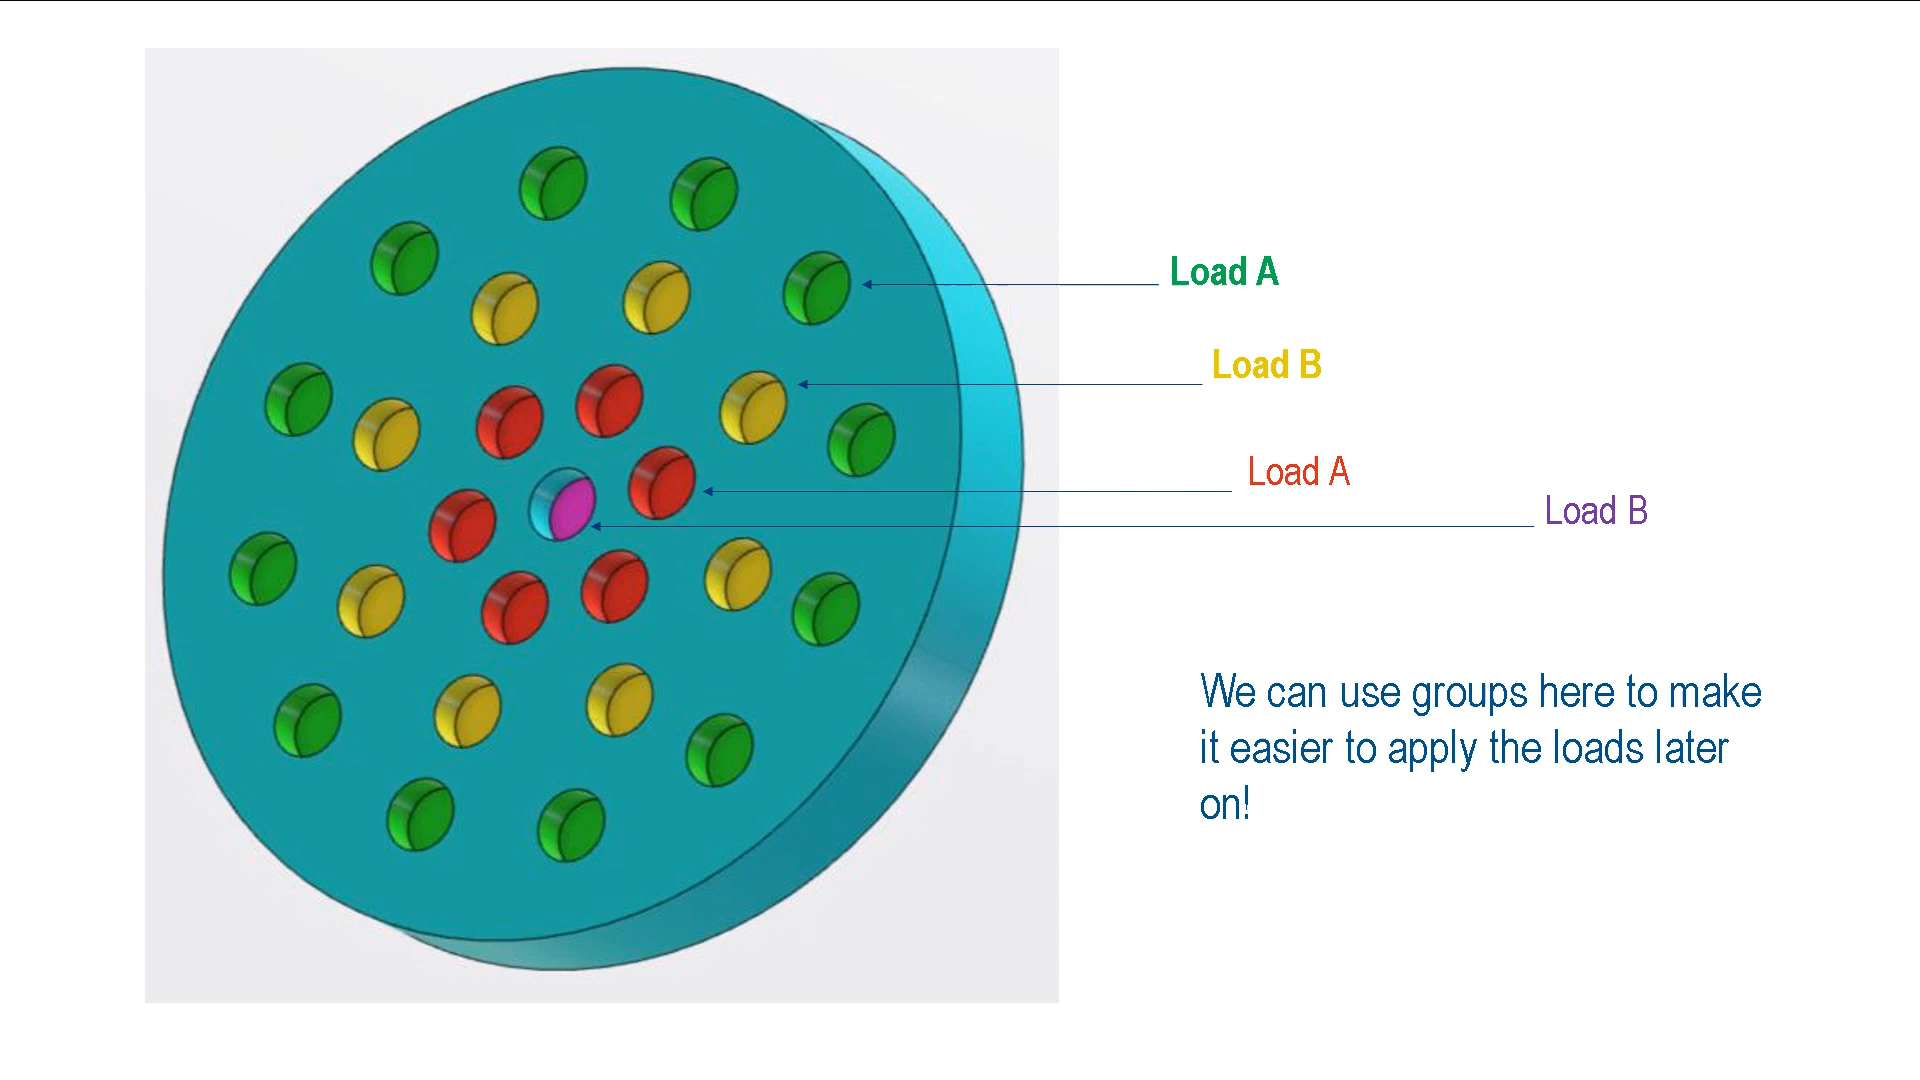 Load A
Load B
Load A
Load B
We can use groups here to make
it easier to apply the loads later
on!